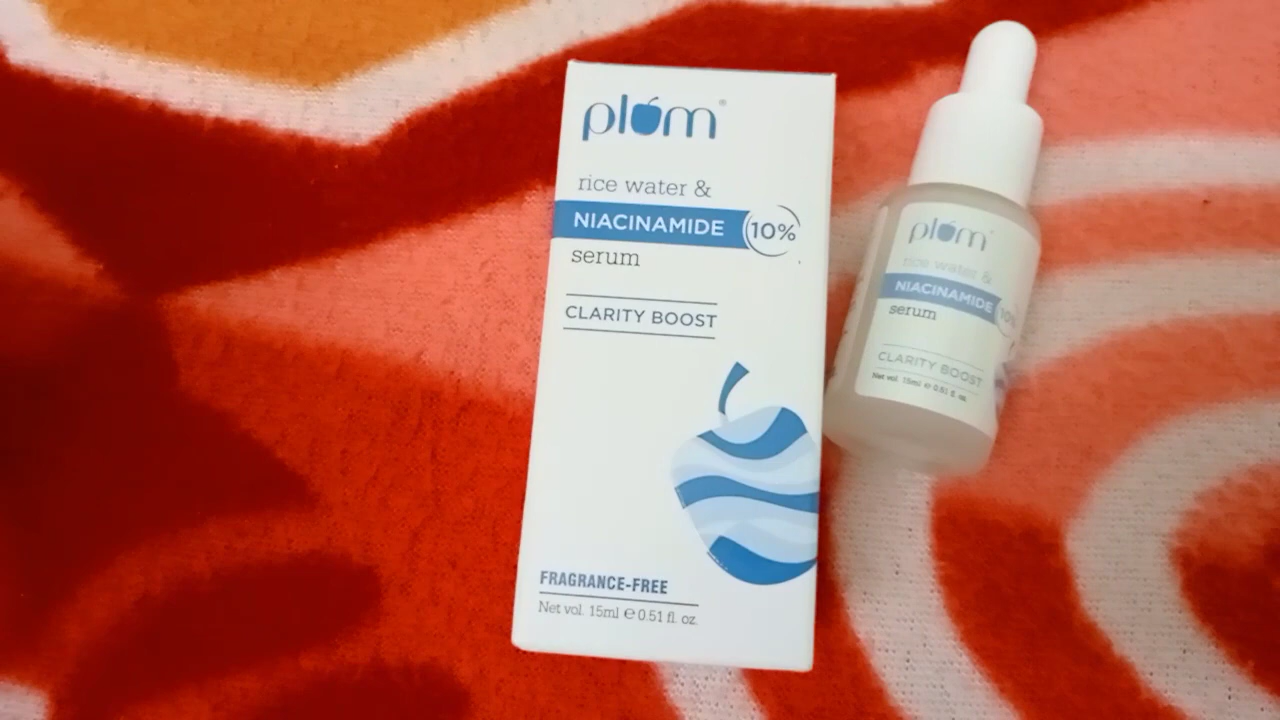 plum®
rice water &
NIACINAMIDE 10%
serum
CLARITY BOOST
FRAGRANCE-FREE
Net vol. 15ml ℮ 0.51 fl. oz.
plum
rice water &
NIACINAMIDE 10%
serum
CLARITY BOOST
Net vol. 15ml ℮ 0.51 fl. oz.